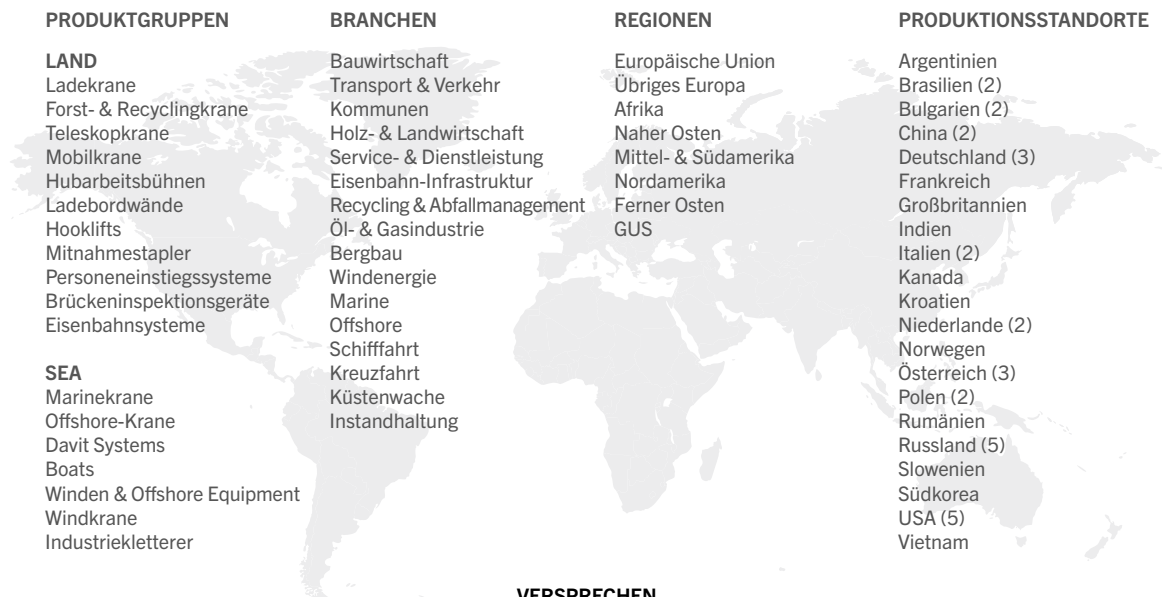 PRODUKTGRUPPEN
LAND
Ladekrane
Forst- & Recyclingkrane
Teleskopkrane
Mobilkrane
Hubarbeitsbühnen
Ladebordwände
Hooklifts
Mitnahmestapler
Personeneinstiegssysteme
Brückeninspektionsgeräte
Eisenbahnsysteme
SEA
Marinekrane
Offshore-Krane
Davit Systems
Boats
Winden & Offshore Equipment
Windkrane
Industriekletterer
BRANCHEN
Bauwirtschaft
Transport & Verkehr
Kommunen
Holz- & Landwirtschaft
Service- & Dienstleistung
Eisenbahn-Infrastruktur
Recycling & Abfallmanagement
Öl- & Gasindustrie
Bergbau
Windenergie
Marine
Offshore
Schifffahrt
Kreuzfahrt
Küstenwache
Instandhaltung
REGIONEN
Europäische Union
Übriges Europa
Afrika
Naher Osten
Mittel- & Südamerika
Nordamerika
Ferner Osten
GUS
PRODUKTIONSSTANDORTE
Argentinien
Brasilien (2)
Bulgarien (2)
China (2)
Deutschland (3)
Frankreich
Großbritannien
Indien
Italien (2)
Kanada
Kroatien
Niederlande (2)
Norwegen
Österreich (3)
Polen (2)
Rumänien
Russland (5)
Slowenien
Südkorea
USA (5)
Vietnam
VERSPRECHEN